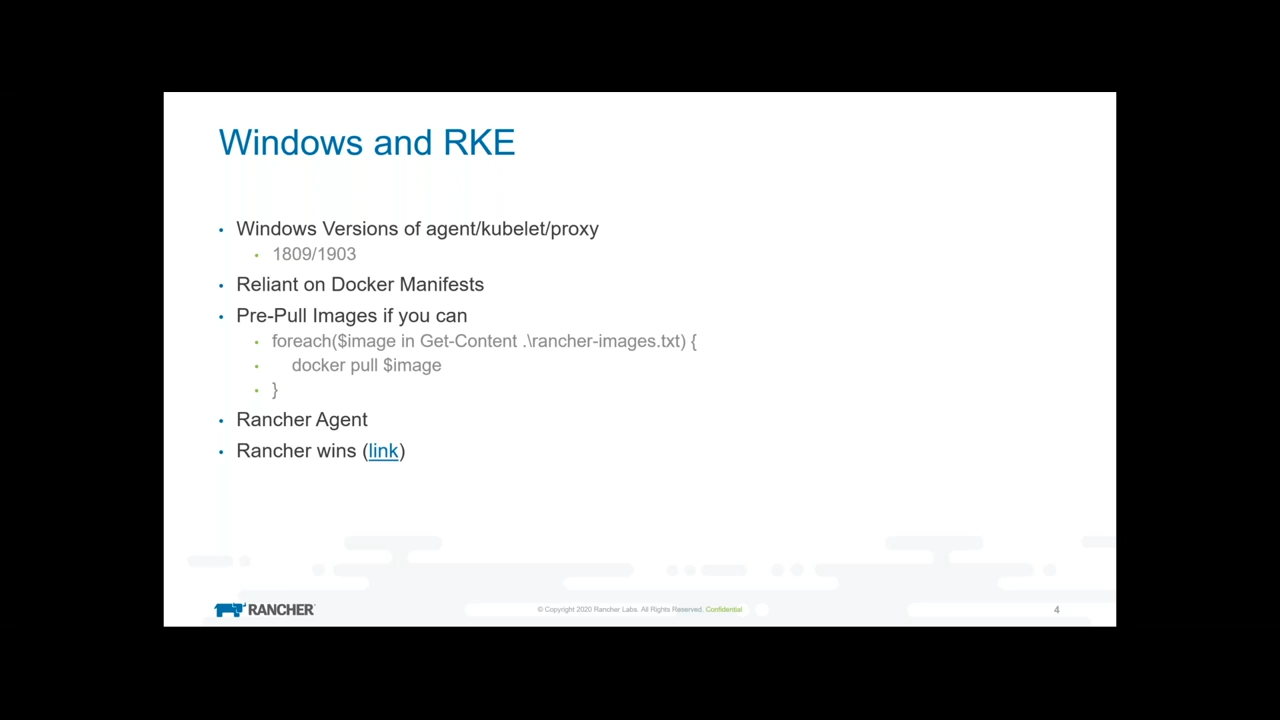 Windows and RKE
• Windows Versions of agent/kubelet/proxy
• 1809/1903
• Reliant on Docker Manifests
• Pre-Pull Images if you can
• foreach($image in Get-Content .\rancher-images.txt) {
• docker pull $image
• }
• Rancher Agent
• Rancher wins (link)
RANCHER
© Copyright 2020 Rancher Labs. All Rights Reserved. Confidential
4